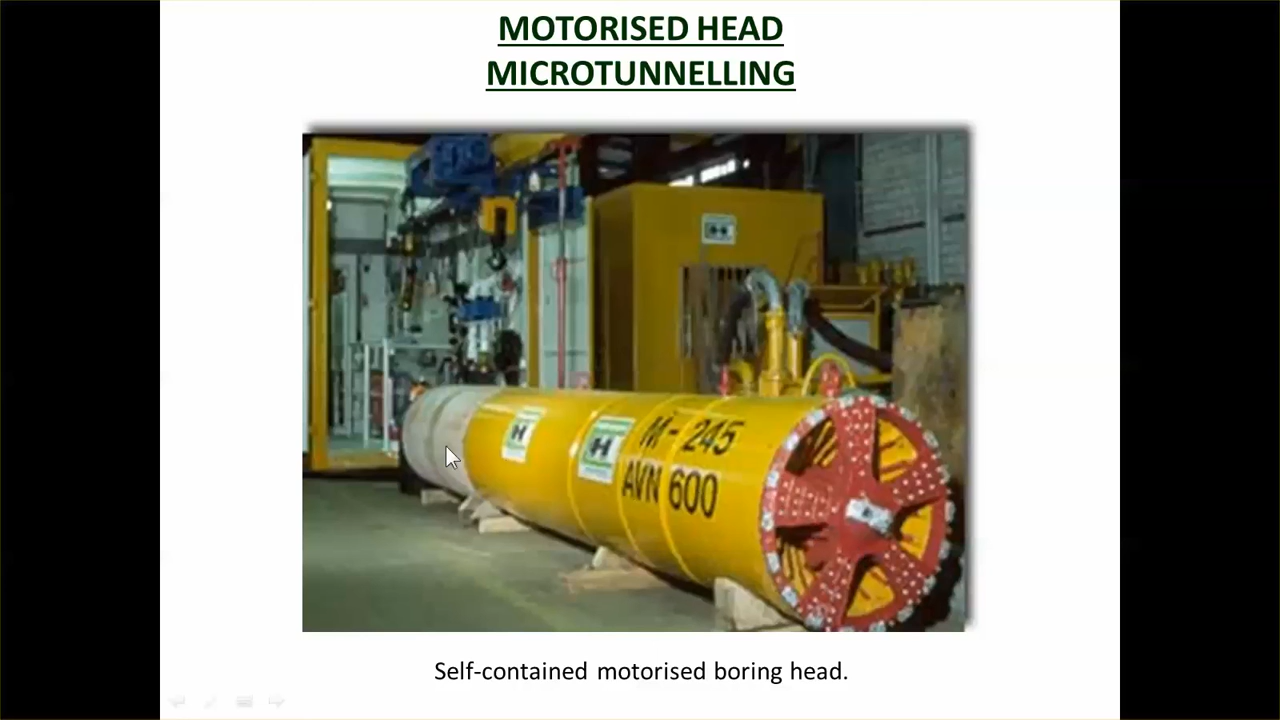 MOTORISED HEAD
MICROTUNNELLING
M - 245
AVN 600
Self-contained motorised boring head.